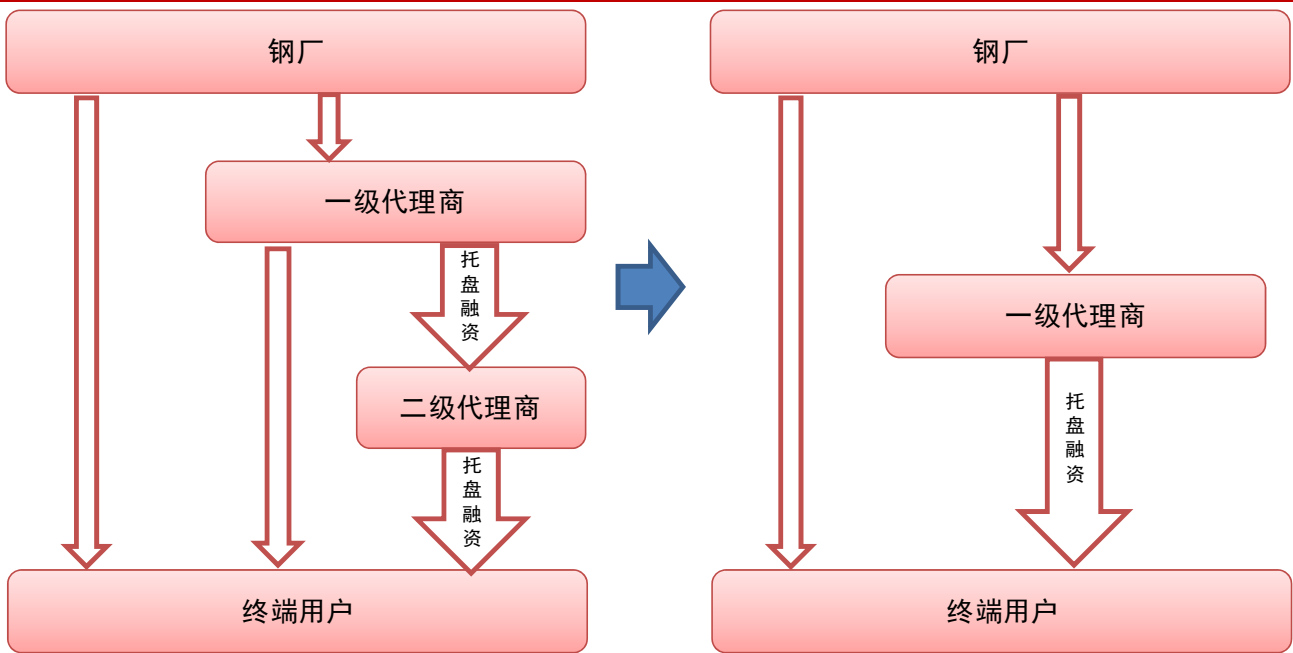 钢厂
一级代理商
托盘融资
二级代理商
托盘融资
终端用户
钢厂
一级代理商
托盘融资
终端用户